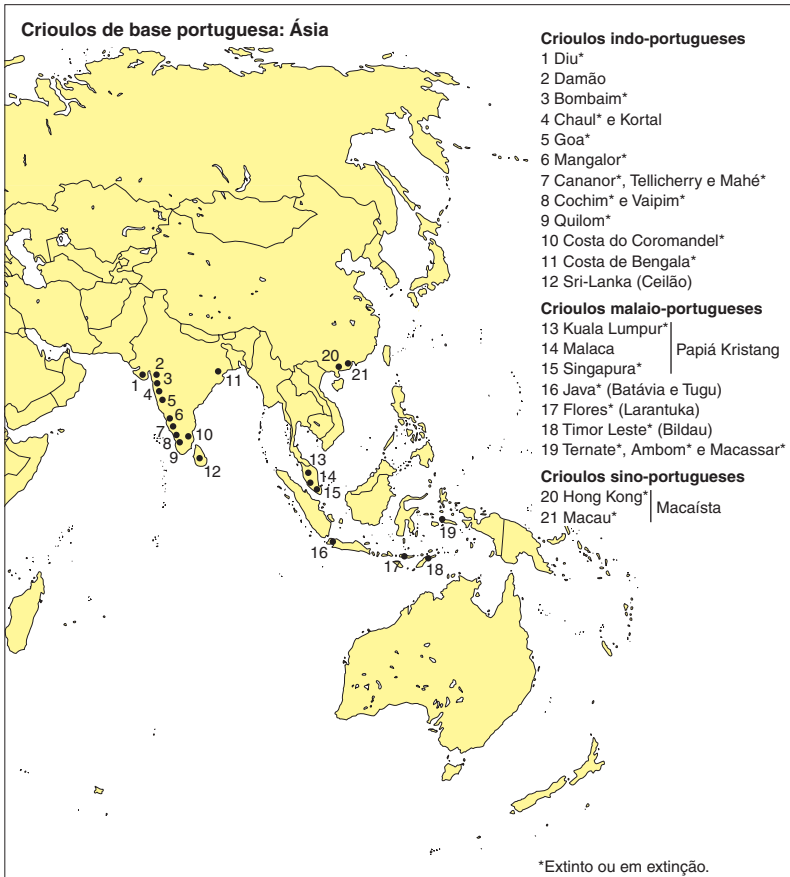 Crioulos de base portuguesa: Ásia
Crioulos indo-portugueses
1 Diu*
2 Damão
3 Bombaim*
4 Chaul* e Kortal
5 Goa*
6 Mangalor*
7 Cananor*, Tellicherry e Mahé*
8 Cochim* e Vaipim*
9 Quilom*
10 Costa do Coromandel*
11 Costa de Bengala*
12 Sri-Lanka (Ceilão)
Crioulos malaio-portugueses
13 Kuala Lumpur*
14 Malaca
15 Singapura*
Papiá Kristang
16 Java* (Batávia e Tugu)
17 Flores* (Larantuka)
18 Timor Leste* (Bildau)
19 Ternate*, Ambom* e Macassar*
Crioulos sino-portugueses
20 Hong Kong*
21 Macau*
Macaísta
1
2
3
4
5
6
7
8
9
10
11
12
13
14
15
16
17
18
19
20
21
*Extinto ou em extinção.